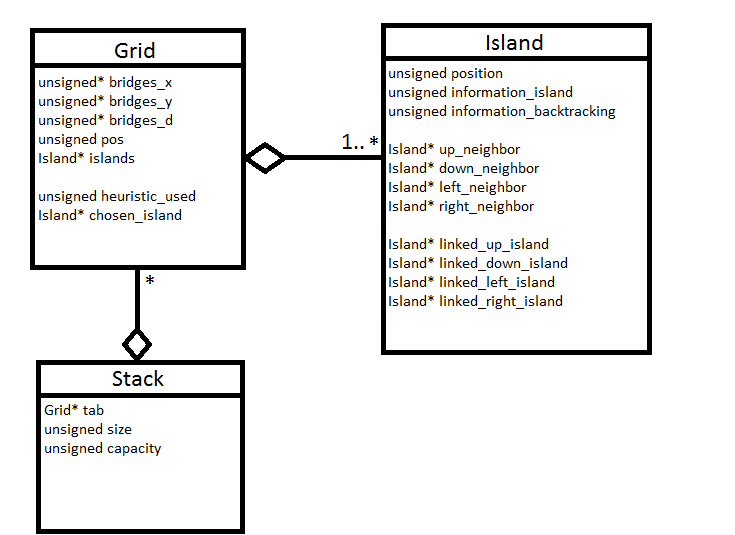 Grid
unsigned* bridges_x
unsigned* bridges_y
unsigned* bridges_d
unsigned pos
Island* islands
unsigned heuristic_used
Island* chosen_island
1..*
Island
unsigned position
unsigned information_island
unsigned information_backtracking
Island* up_neighbor
Island* down_neighbor
Island* left_neighbor
Island* right_neighbor
Island* linked_up_island
Island* linked_down_island
Island* linked_left_island
Island* linked_right_island
*
Stack
Grid* tab
unsigned size
unsigned capacity